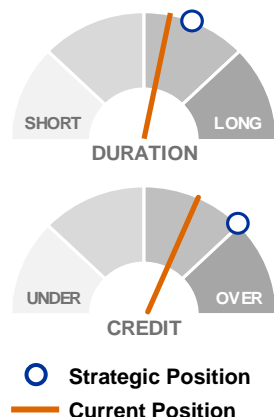 SHORT LONG
DURATION
UNDER OVER
CREDIT
Strategic Position
Current Position